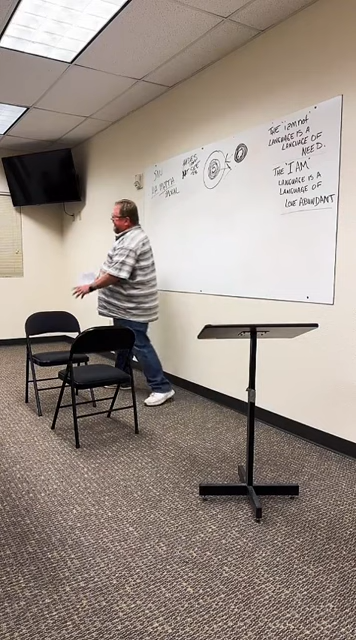 THE "i am not"
LANGUAGE IS A
LANGUAGE OF
NEED.
THE "I AM"
LANGUAGE IS A
LANGUAGE OF
LOVE ABUNDANT